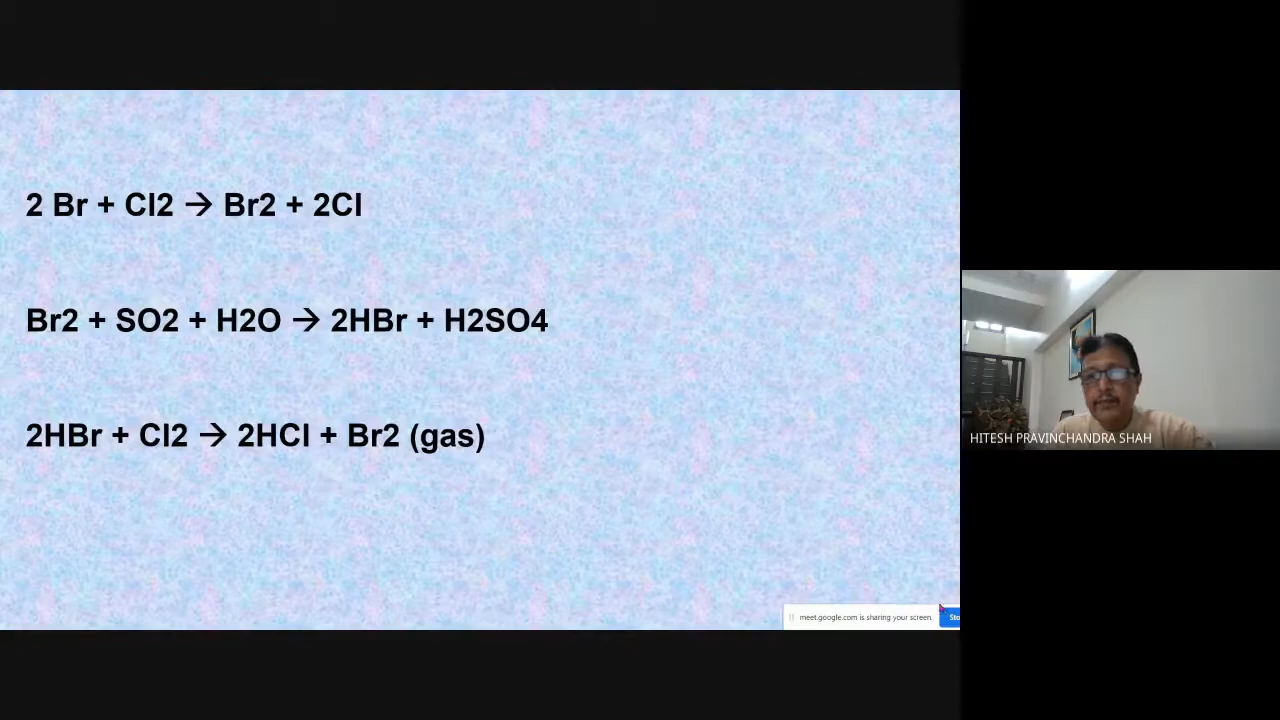 2 Br + Cl2 → Br2 + 2Cl
Br2 + SO2 + H2O → 2HBr + H2SO4
2HBr + Cl2 → 2HCl + Br2 (gas)
HITESH PRAVINCHANDRA SHAH
meet.google.com is sharing your screen.
Sto